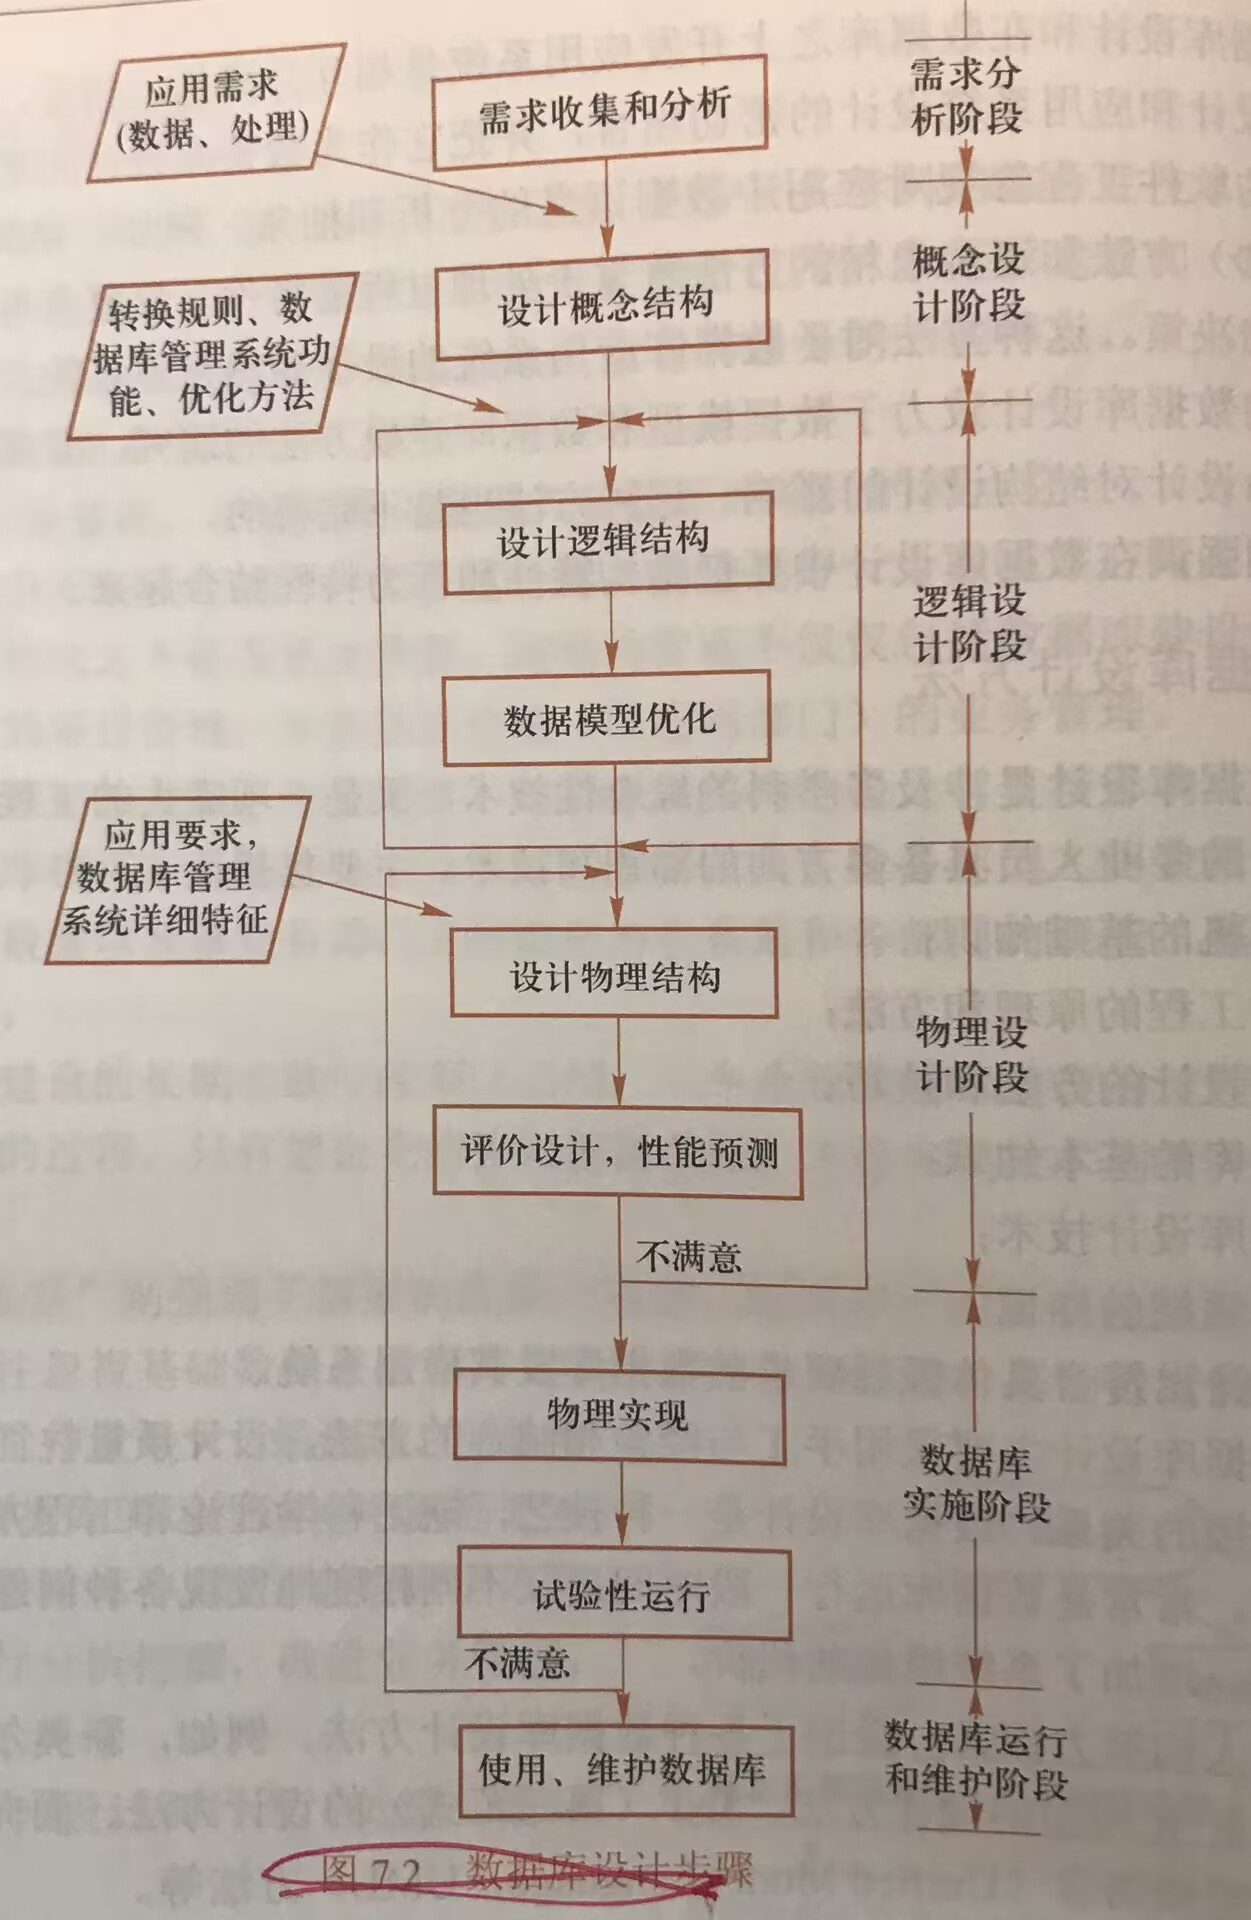 应用需求
(数据、处理)
需求收集和分析
需求分
析阶段
设计概念结构
概念设
计阶段
转换规则、数
据库管理系统功
能、优化方法
设计逻辑结构
数据模型优化
逻辑设
计阶段
应用要求，
数据库管理
系统详细特征
设计物理结构
评价设计，性能预测
不满意
物理设
计阶段
物理实现
试验性运行
不满意
数据库
实施阶段
使用、维护数据库
数据库运行
和维护阶段
图 7.2 数据库设计步骤